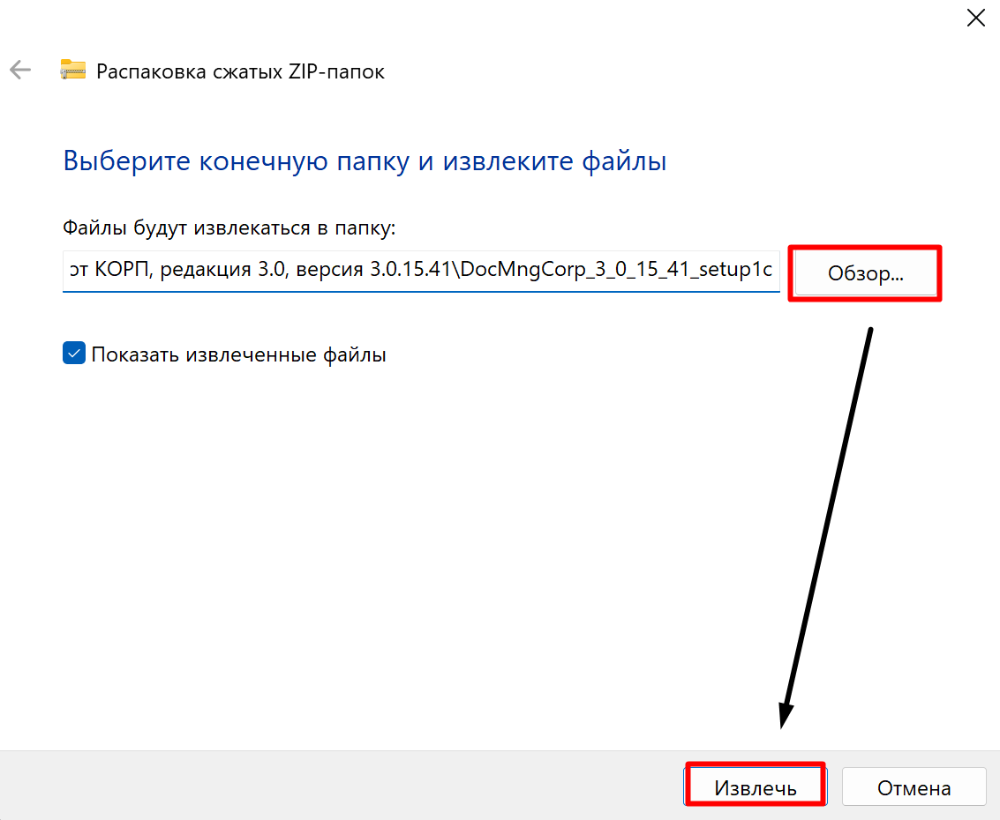 Распаковка сжатых ZIP-папок
Выберите конечную папку и извлеките файлы
Файлы будут извлекаться в папку:
от КОРП, редакция 3.0, версия 3.0.15.41\DocMngCorp_3_0_15_41_setup1c
Обзор...
Показать извлеченные файлы
Извлечь
Отмена